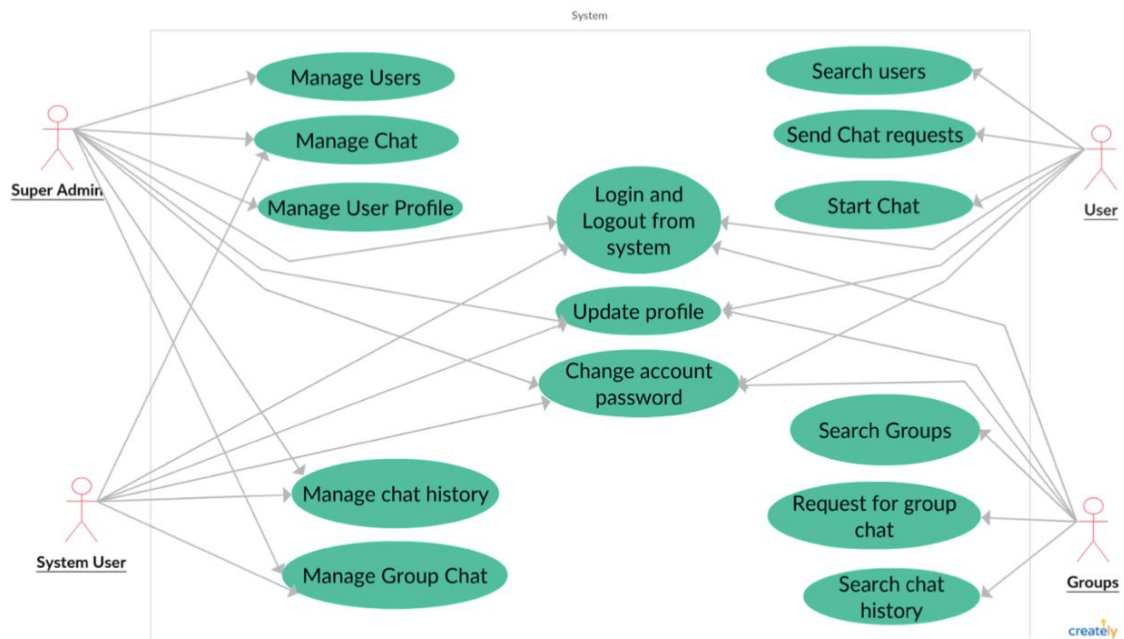 System
Manage Users
Search users
Manage Chat
Send Chat requests
Super Admin
Manage User Profile
Login and
Logout from
system
Start Chat
User
Update profile
Change account
password
Search Groups
Manage chat history
Request for group
chat
System User
Manage Group Chat
Search chat
history
Groups
creately